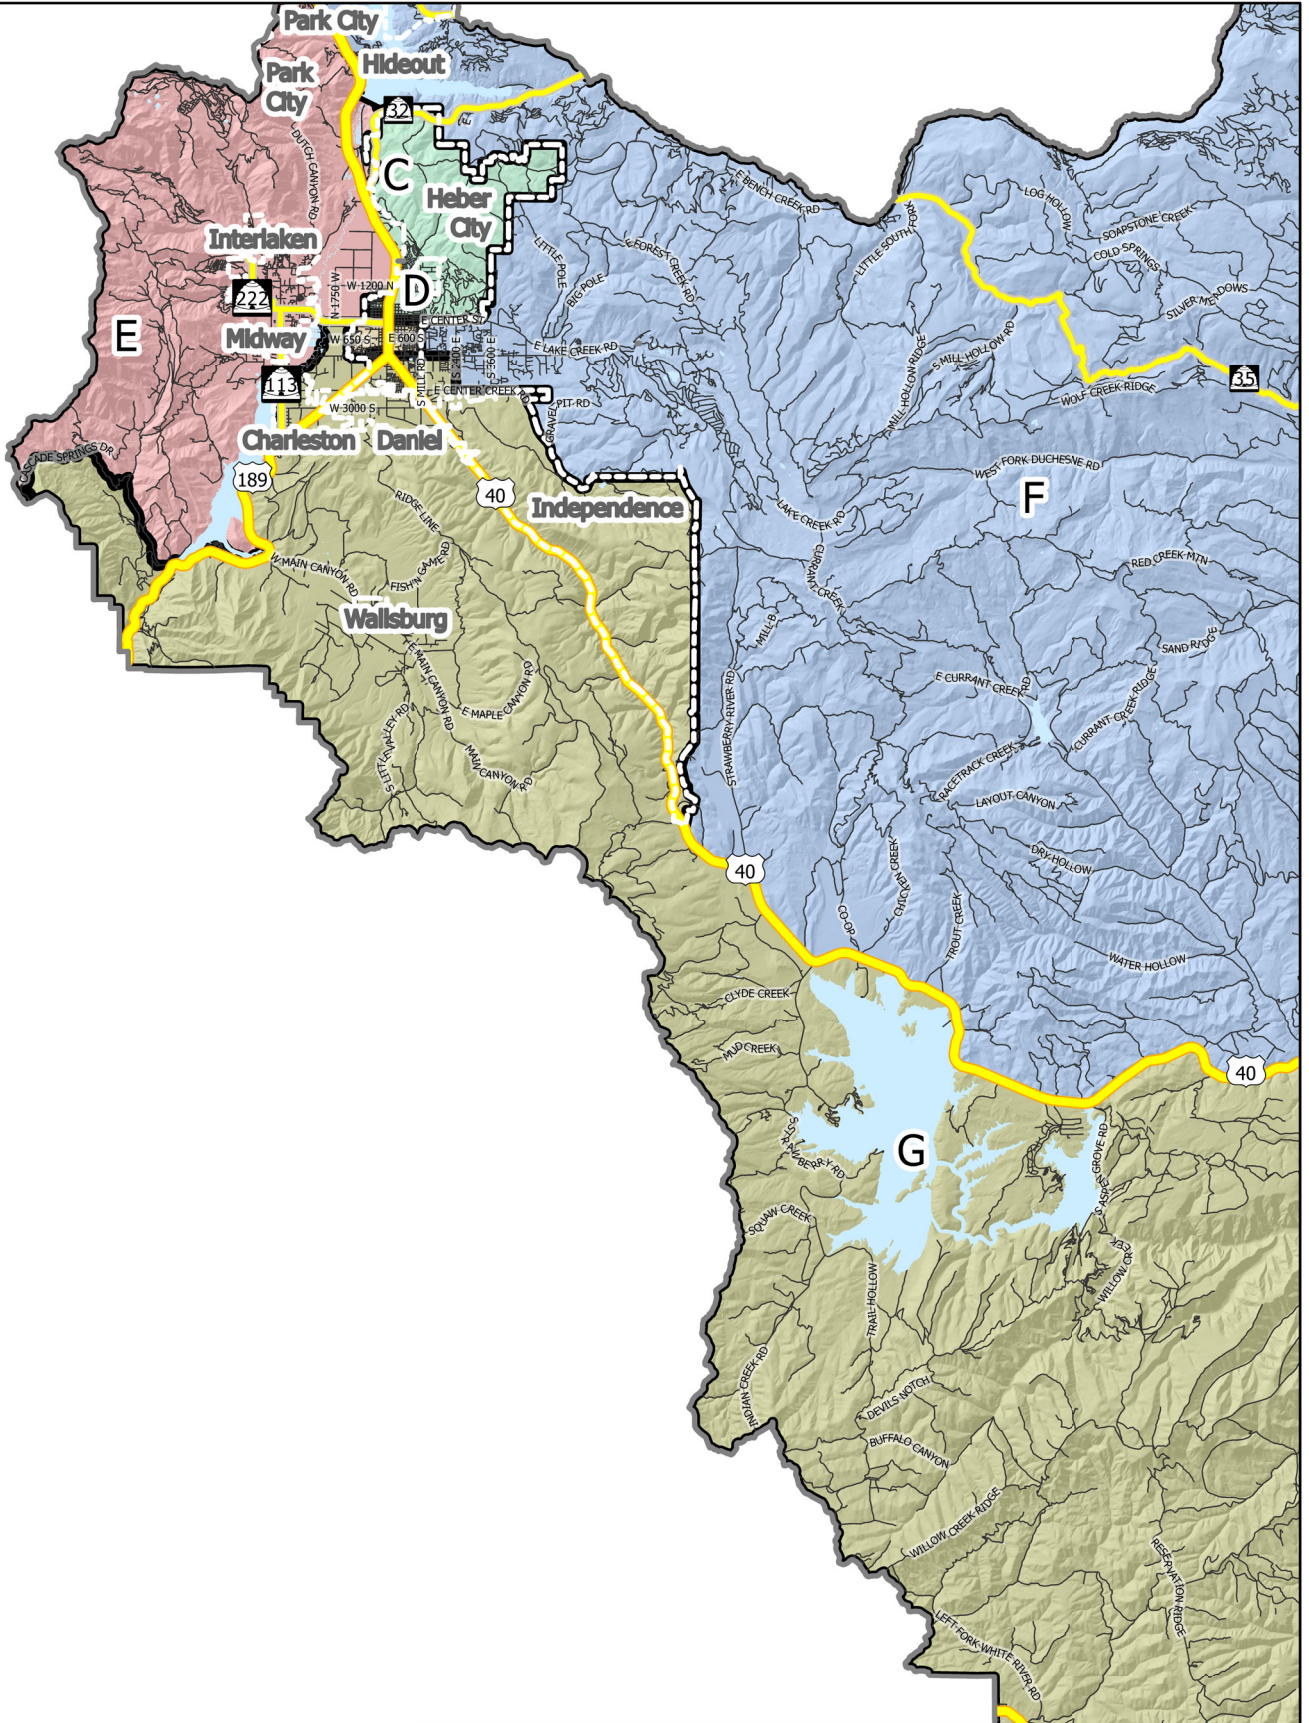 Park City
Hideout
Park
City
32
DUTCH CANYON RD
C
Heber
City
E BENCH CREEK RD
LITTLE SOUTH FORK
LOG HOLLOW
SOAPSTONE CREEK
COLD SPRINGS
SILVER MEADOWS
Interlaken
LITTLE POLE
E FOREST CREEK RD
BIG POLE
222
N 1750 W
W 1200 N
D
E CENTER ST
E
Midway
W 650 S
E 600 S
S MILL RD
S 2400 E
S 3600 E
E LAKE CREEK RD
S MILL HOLLOW RD
MILL HOLLOW RIDGE
35
WOLF CREEK RIDGE
113
E CENTER CREEK RD
W 3000 S
GRAVEL PIT RD
Charleston
Daniel
CASCADE SPRINGS DR
WEST FORK DUCHESNE RD
189
40
RIDGE LINE
Independence
F
LAKE CREEK RD
CURRANT CREEK
W MAIN CANYON RD
FISH N GAME RD
RED CREEK MTN
Wallsburg
MILL B
SAND RIDGE
E MAIN CANYON RD
E MAPLE CANYON RD
E CURRANT CREEK RD
CURRANT CREEK RIDGE
S LITTLE VALLEY RD
MAIN CANYON RD
STRAWBERRY RIVER RD
RACETRACK CREEK
LAYOUT CANYON
DRY HOLLOW
40
CHICKEN CREEK
CO-OP
TROUT CREEK
WATER HOLLOW
CLYDE CREEK
MUD CREEK
40
STRAWBERRY RD
G
S ASPEN GROVE RD
SQUAW CREEK
WILLOW CREEK
TRAIL HOLLOW
INDIAN CREEK RD
DEVILS NOTCH
BUFFALO CANYON
WILLOW CREEK RIDGE
RESERVATION RIDGE
LEFT FORK WHITE RIVER RD